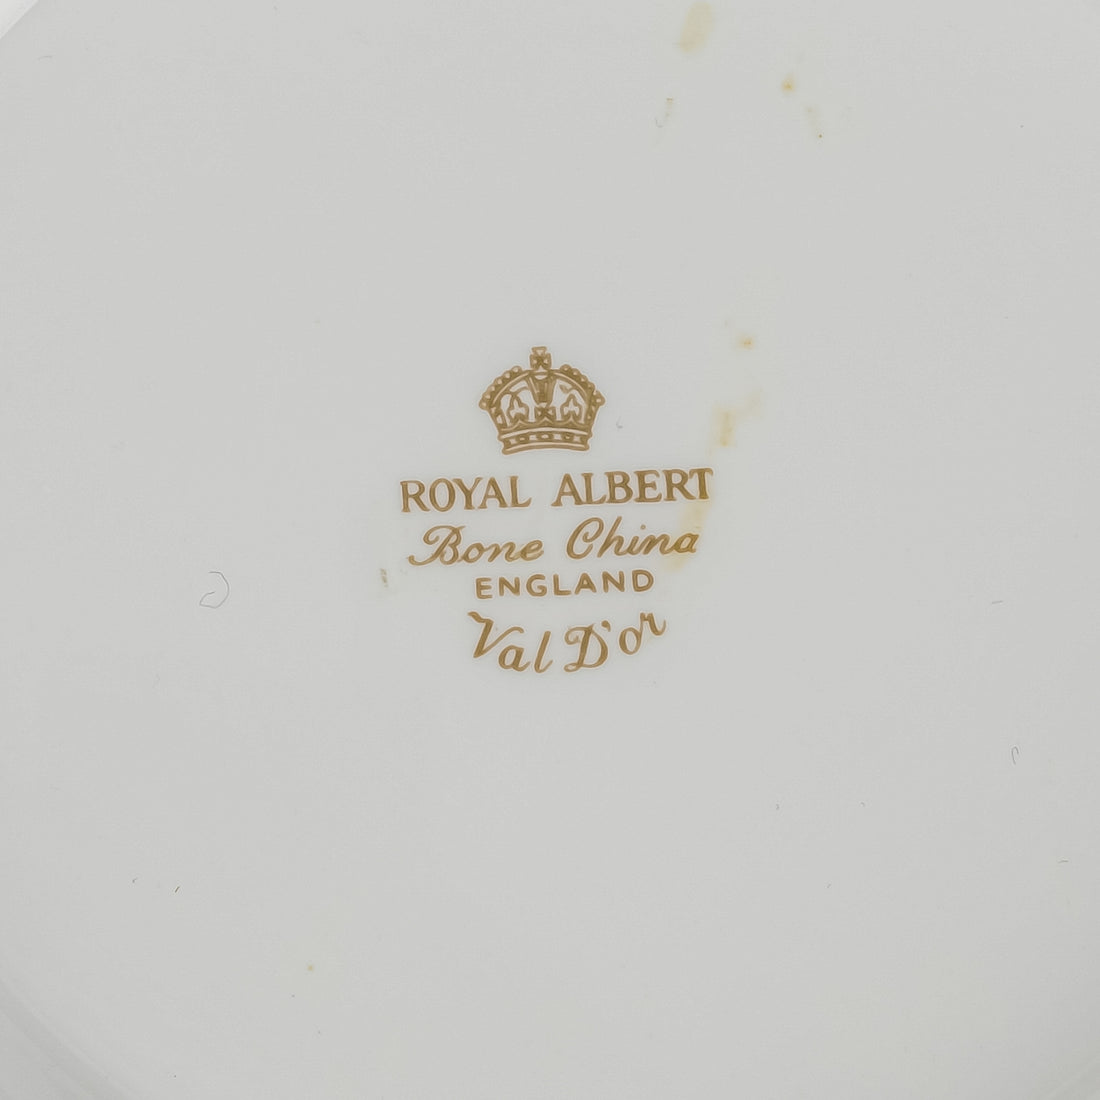 ROYAL ALBERT
Bone China
ENGLAND
Val D'or